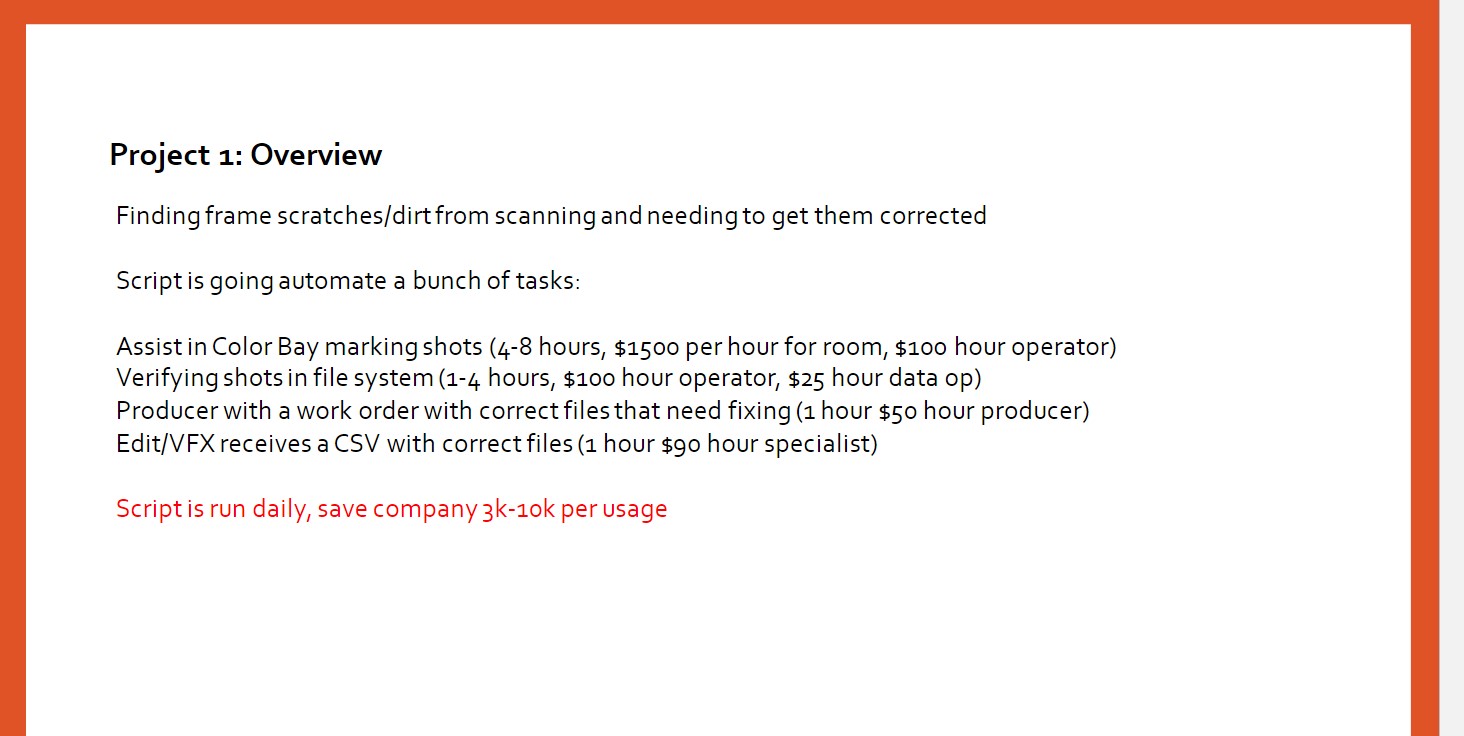 Project 1: Overview
Finding frame scratches/dirt from scanning and needing to get them corrected
Script is going automate a bunch of tasks:
Assist in Color Bay marking shots (4-8 hours, $1500 per hour for room, $100 hour operator)
Verifying shots in file system (1-4 hours, $100 hour operator, $25 hour data op)
Producer with a work order with correct files that need fixing (1 hour $50 hour producer)
Edit/VFX receives a CSV with correct files (1 hour $90 hour specialist)
Script is run daily, save company 3k-10k per usage